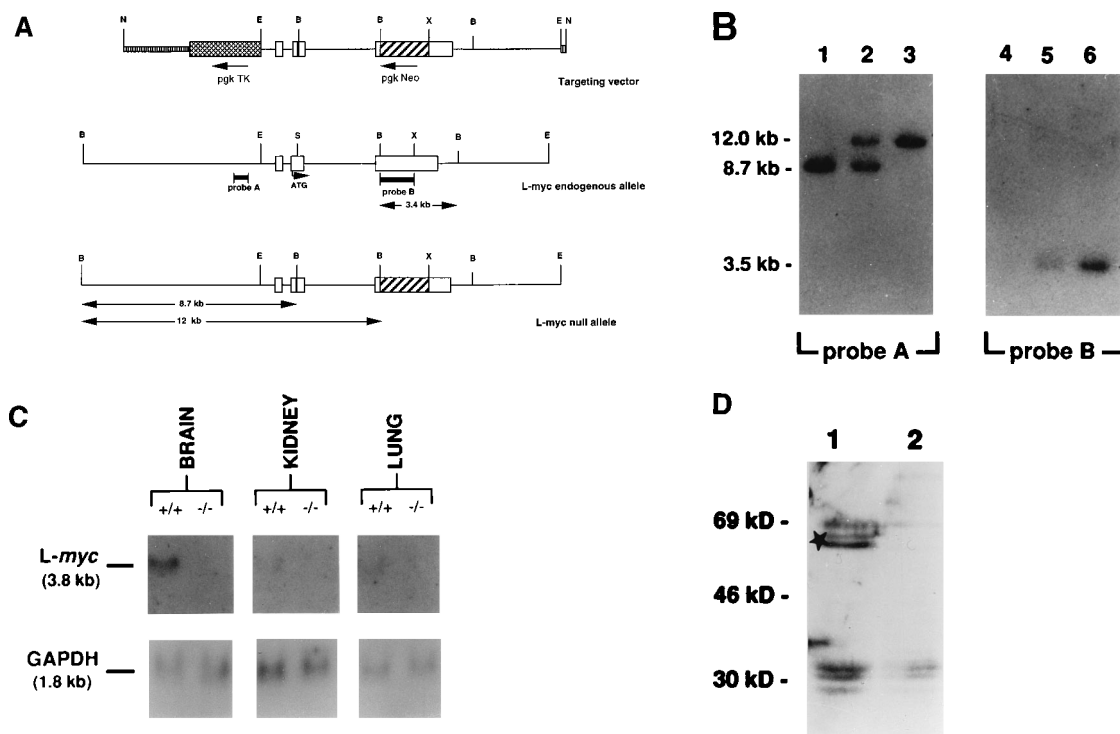 A
N E B B X B E N
pgk TK pgk Neo
Targeting vector
B E S B X B E
probe A ATG probe B
L-myc endogenous allele
3.4 kb
B E B B X B E
8.7 kb
12 kb
L-myc null allele
B
1 2 3 4 5 6
12.0 kb -
8.7 kb -
3.5 kb -
probe A probe B
C
BRAIN KIDNEY LUNG
+/+ -/- +/+ -/- +/+ -/-
L-myc
(3.8 kb)
GAPDH
(1.8 kb)
D
1 2
69 kD -
46 kD -
30 kD -